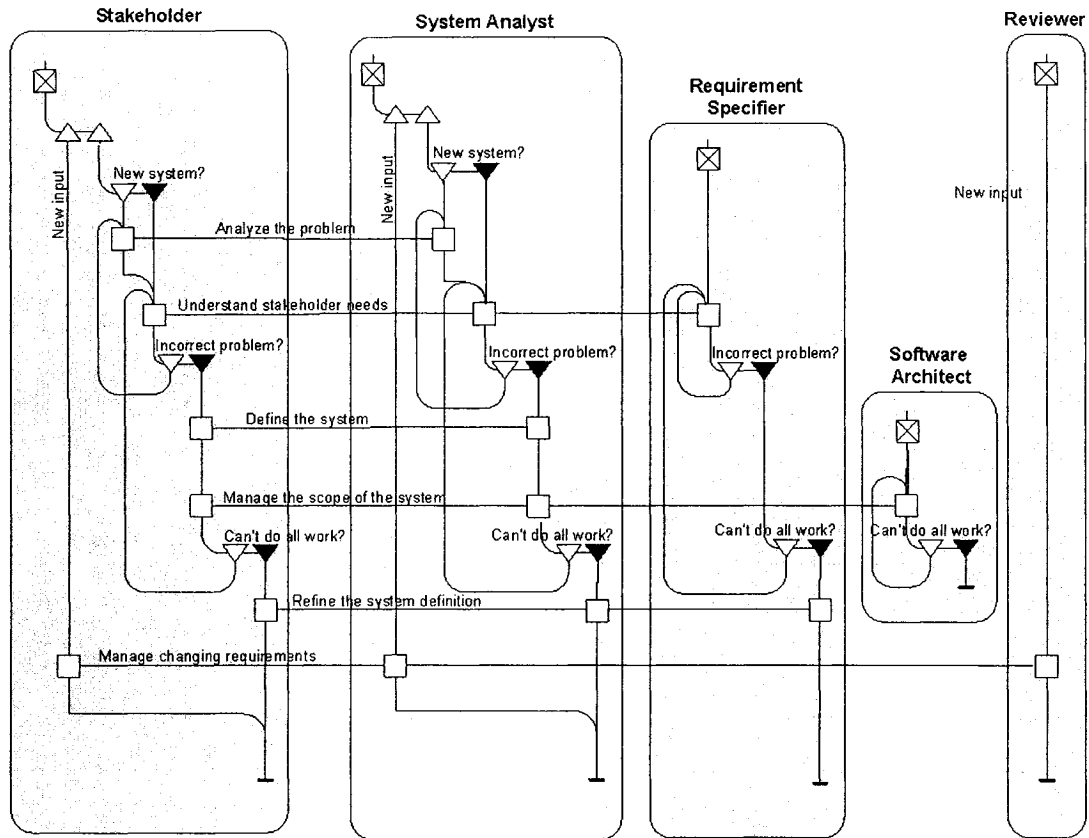 Stakeholder
System Analyst
Reviewer
Requirement
Specifier
New system?
New system?
New input
New input
New input
Analyze the problem
Understand stakeholder needs
Incorrect problem?
Incorrect problem?
Incorrect problem?
Software
Architect
Define the system
Manage the scope of the system
Can't do all work?
Can't do all work?
Can't do all work?
Can't do all work?
Refine the system definition
Manage changing requirements